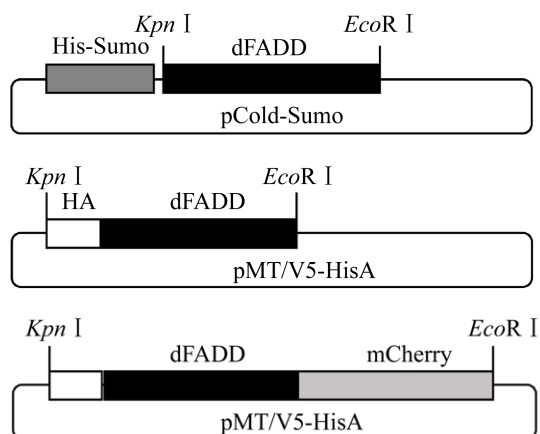 Kpn I EcoR I
His-Sumo dFADD
pCold-Sumo
Kpn I EcoR I
HA dFADD
pMT/V5-HisA
Kpn I EcoR I
dFADD mCherry
pMT/V5-HisA